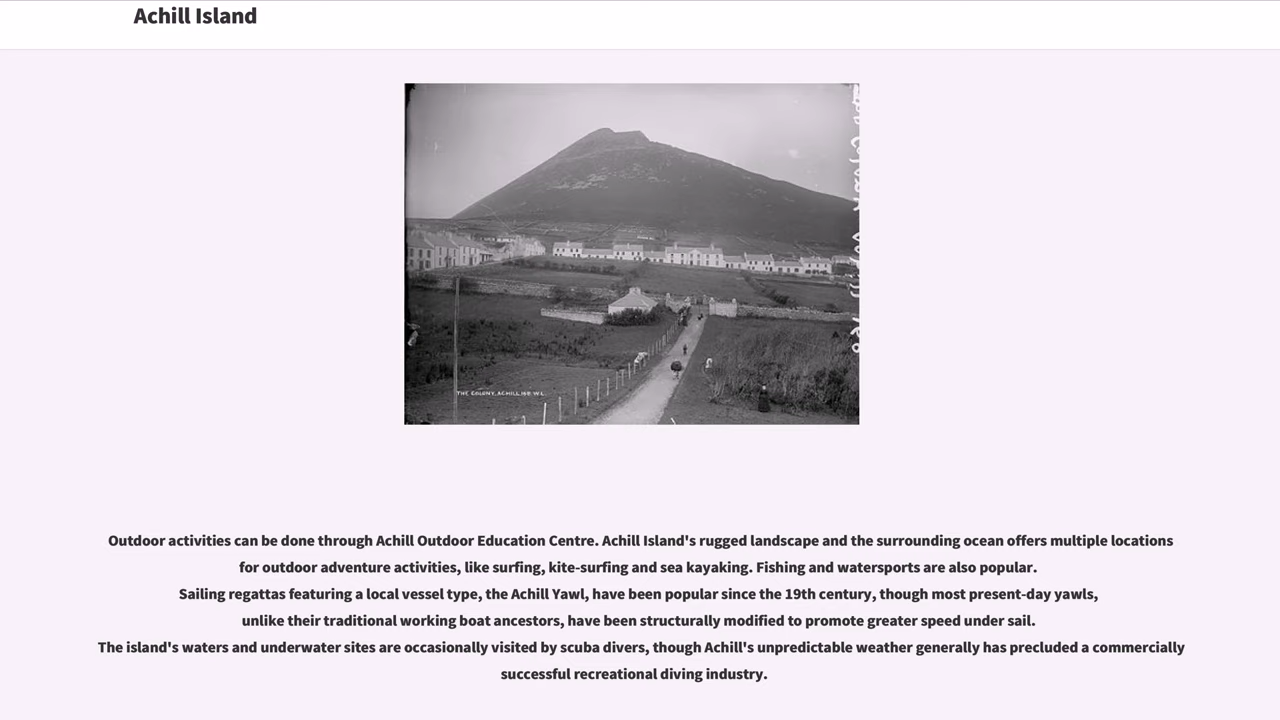 Achill Island
THE COLONY, ACHILL ISD. W.L.
Outdoor activities can be done through Achill Outdoor Education Centre. Achill Island's rugged landscape and the surrounding ocean offers multiple locations
for outdoor adventure activities, like surfing, kite-surfing and sea kayaking. Fishing and watersports are also popular.
Sailing regattas featuring a local vessel type, the Achill Yawl, have been popular since the 19th century, though most present-day yawls,
unlike their traditional working boat ancestors, have been structurally modified to promote greater speed under sail.
The island's waters and underwater sites are occasionally visited by scuba divers, though Achill's unpredictable weather generally has precluded a commercially
successful recreational diving industry.